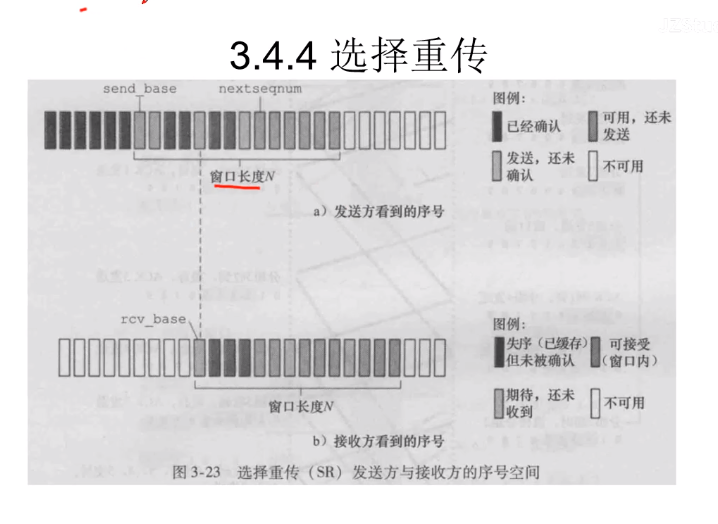 3.4.4 选择重传
send_base
nextseqnum
图例：
已经确认
可用，还未
发送
发送，还未
确认
不可用
窗口长度N
a）发送方看到的序号
rcv_base
图例：
失序（已缓存）
但未被确认
可接受
（窗口内）
期待，还未
收到
不可用
窗口长度N
b）接收方看到的序号
图 3-23 选择重传（SR）发送方与接收方的序号空间